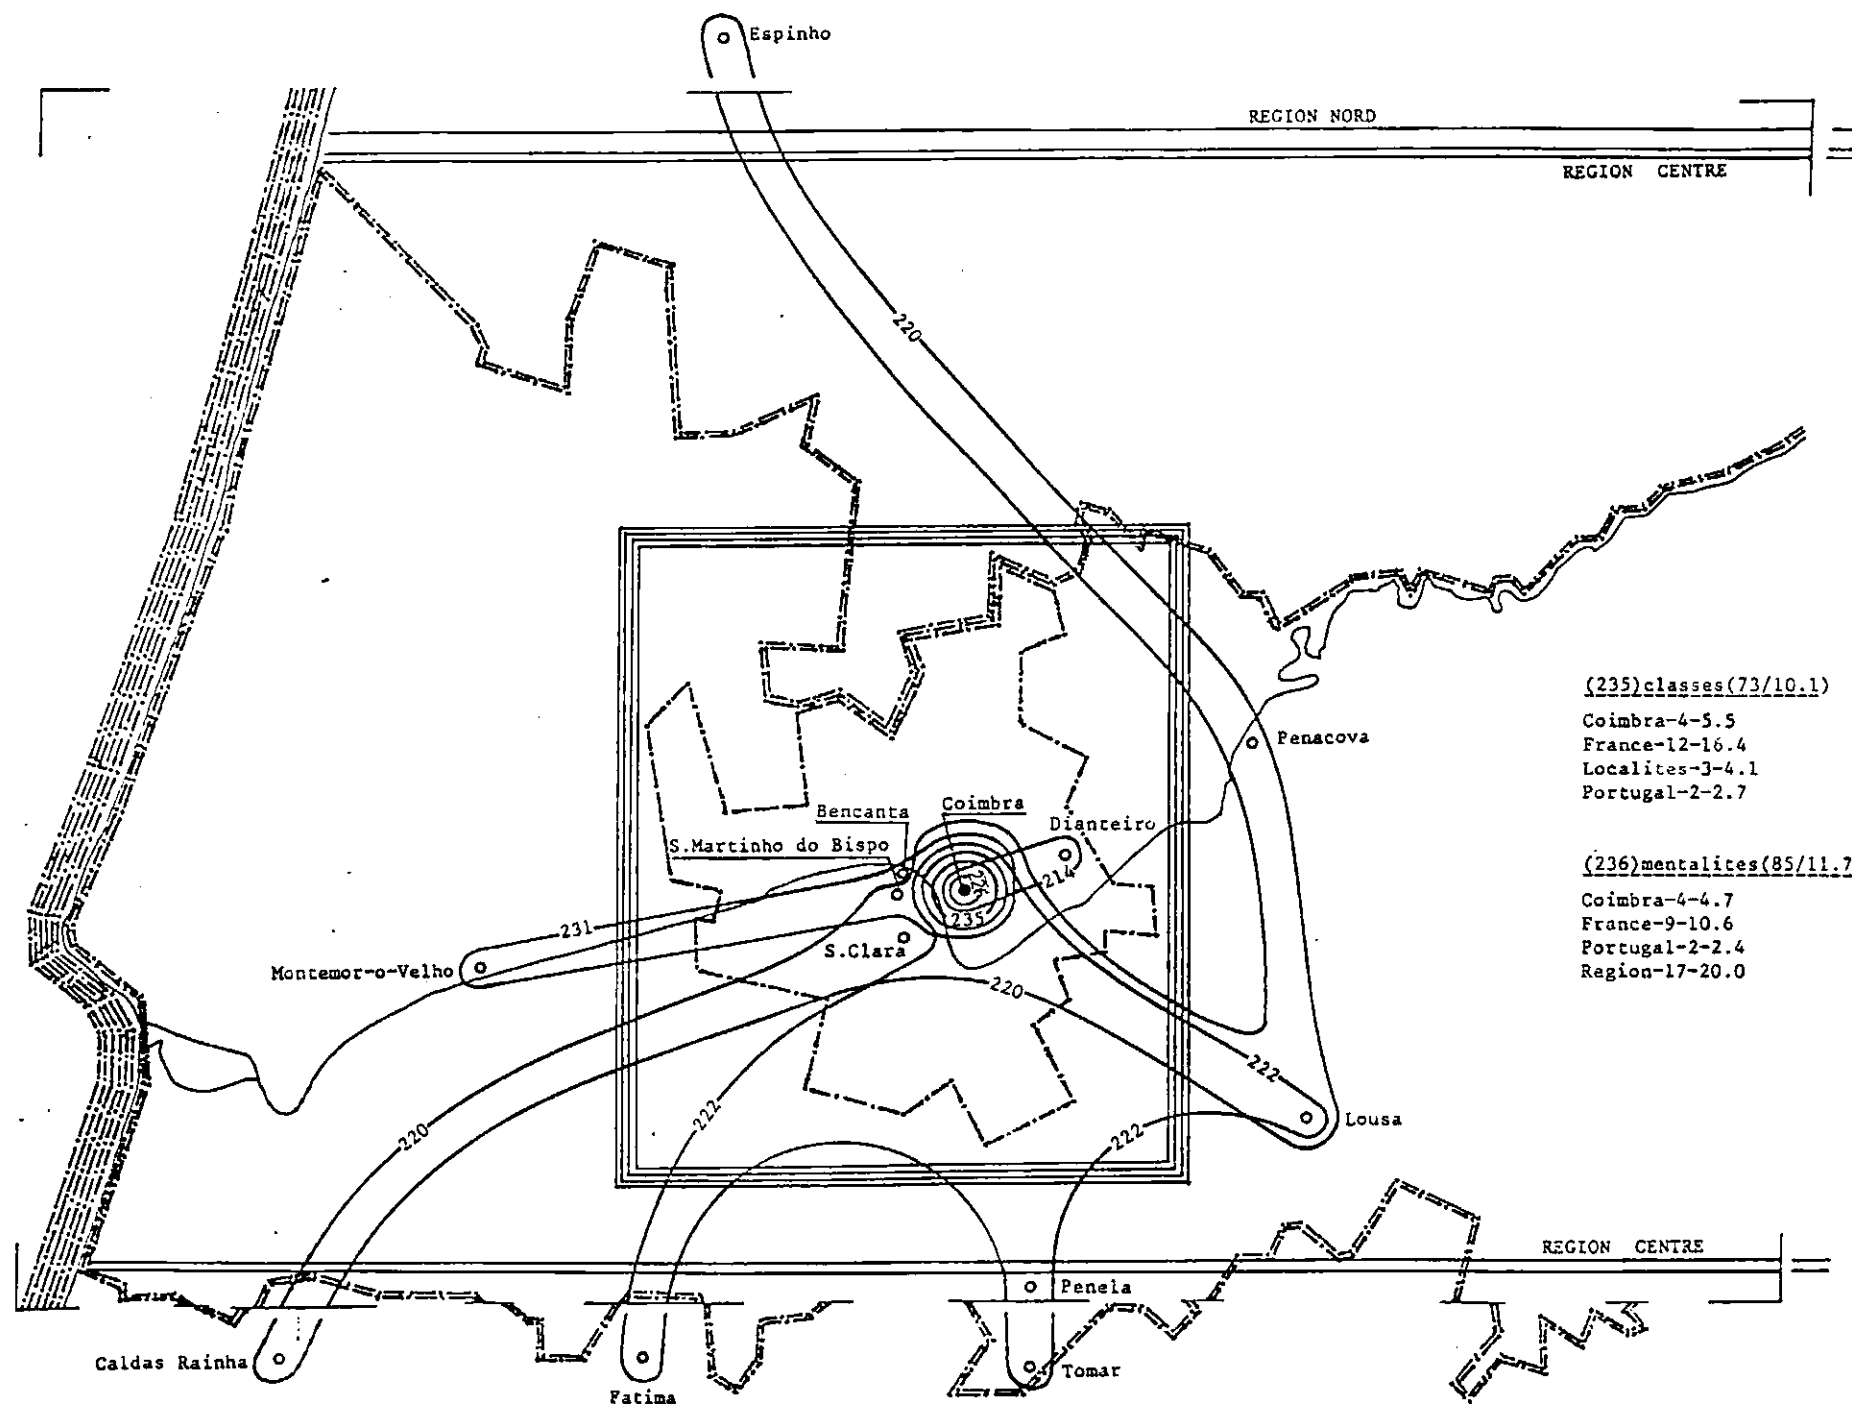 Espinho
REGION NORD
REGION CENTRE
220
Penacova
(235)classes(73/10.1)
Coimbra-4-5.5
France-12-16.4
Localites-3-4.1
Portugal-2-2.7
Bencanta
Coimbra
Dianteiro
S.Martinho do Bispo
214
235
231
S.Clara
Montemor-o-Velho
220
(236)mentalites(85/11.7
Coimbra-4-4.7
France-9-10.6
Portugal-2-2.4
Region-17-20.0
222
Lousa
220
222
222
REGION CENTRE
Penela
Caldas Rainha
Fatima
Tomar